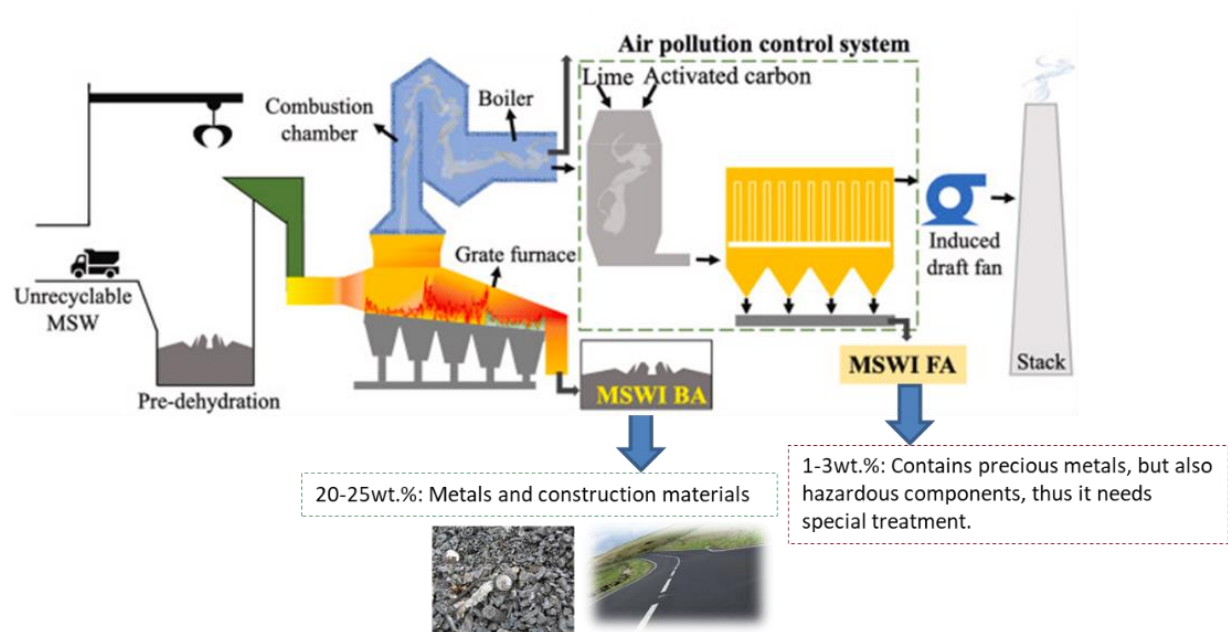 Air pollution control system
Lime Activated carbon
Combustion
chamber
Boiler
Grate furnace
Induced
draft fan
Unrecyclable
MSW
Pre-dehydration
MSWI BA
MSWI FA
Stack
20-25wt.%: Metals and construction materials
1-3wt.%: Contains precious metals, but also
hazardous components, thus it needs
special treatment.